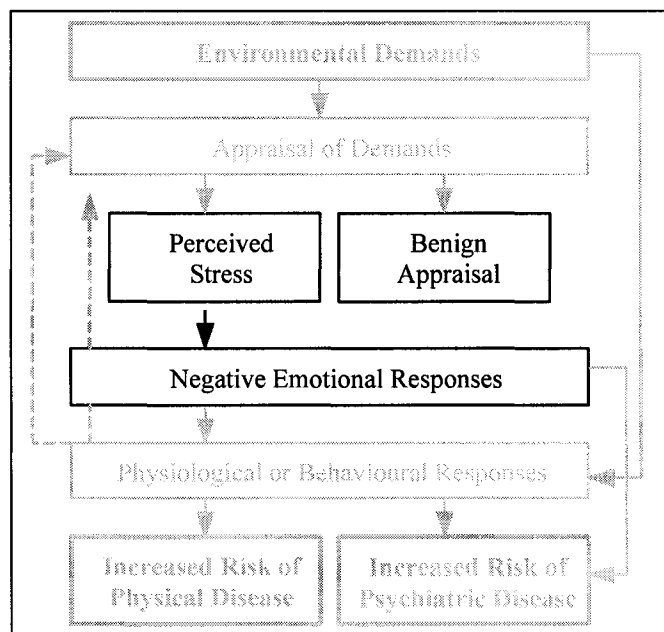 Environmental Demands
Appraisal of Demands
Perceived
Stress
Benign
Appraisal
Negative Emotional Responses
Physiological or Behavioural Responses
Increased Risk of
Physical Disease
Increased Risk of
Psychiatric Disease